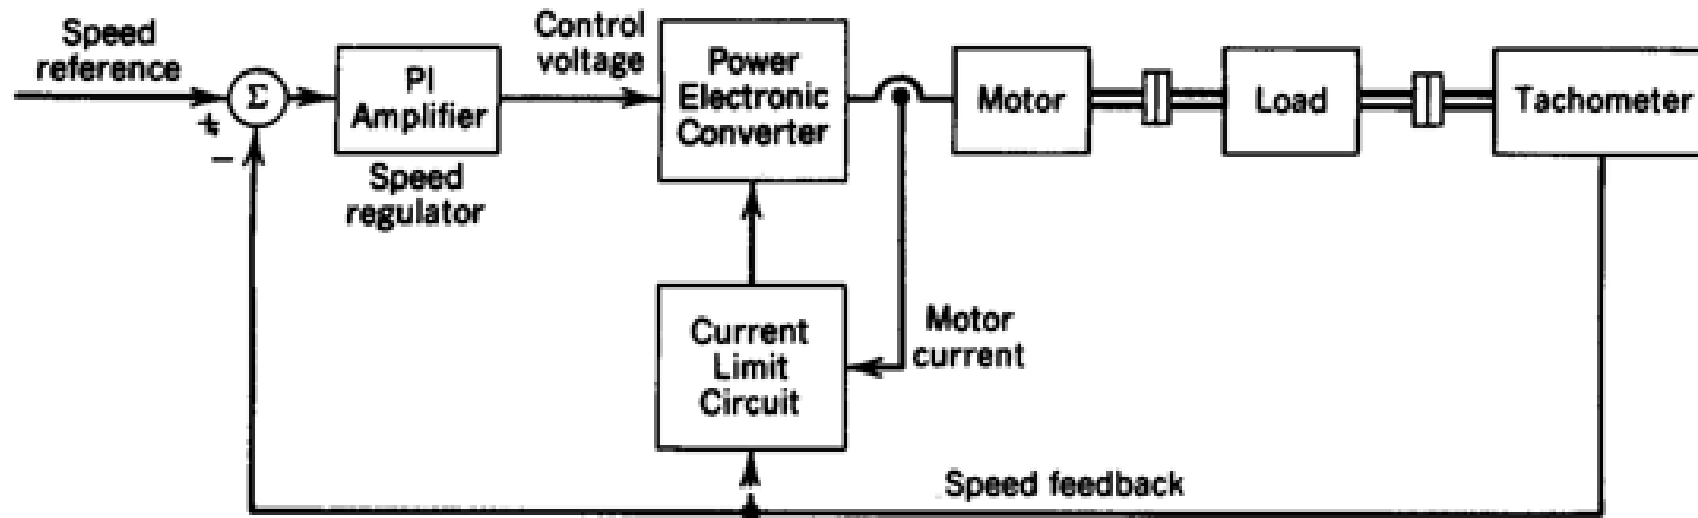 Speed
reference
Σ
+
−
PI
Amplifier
Speed
regulator
Control
voltage
Power
Electronic
Converter
Motor
Load
Tachometer
Current
Limit
Circuit
Motor
current
Speed feedback